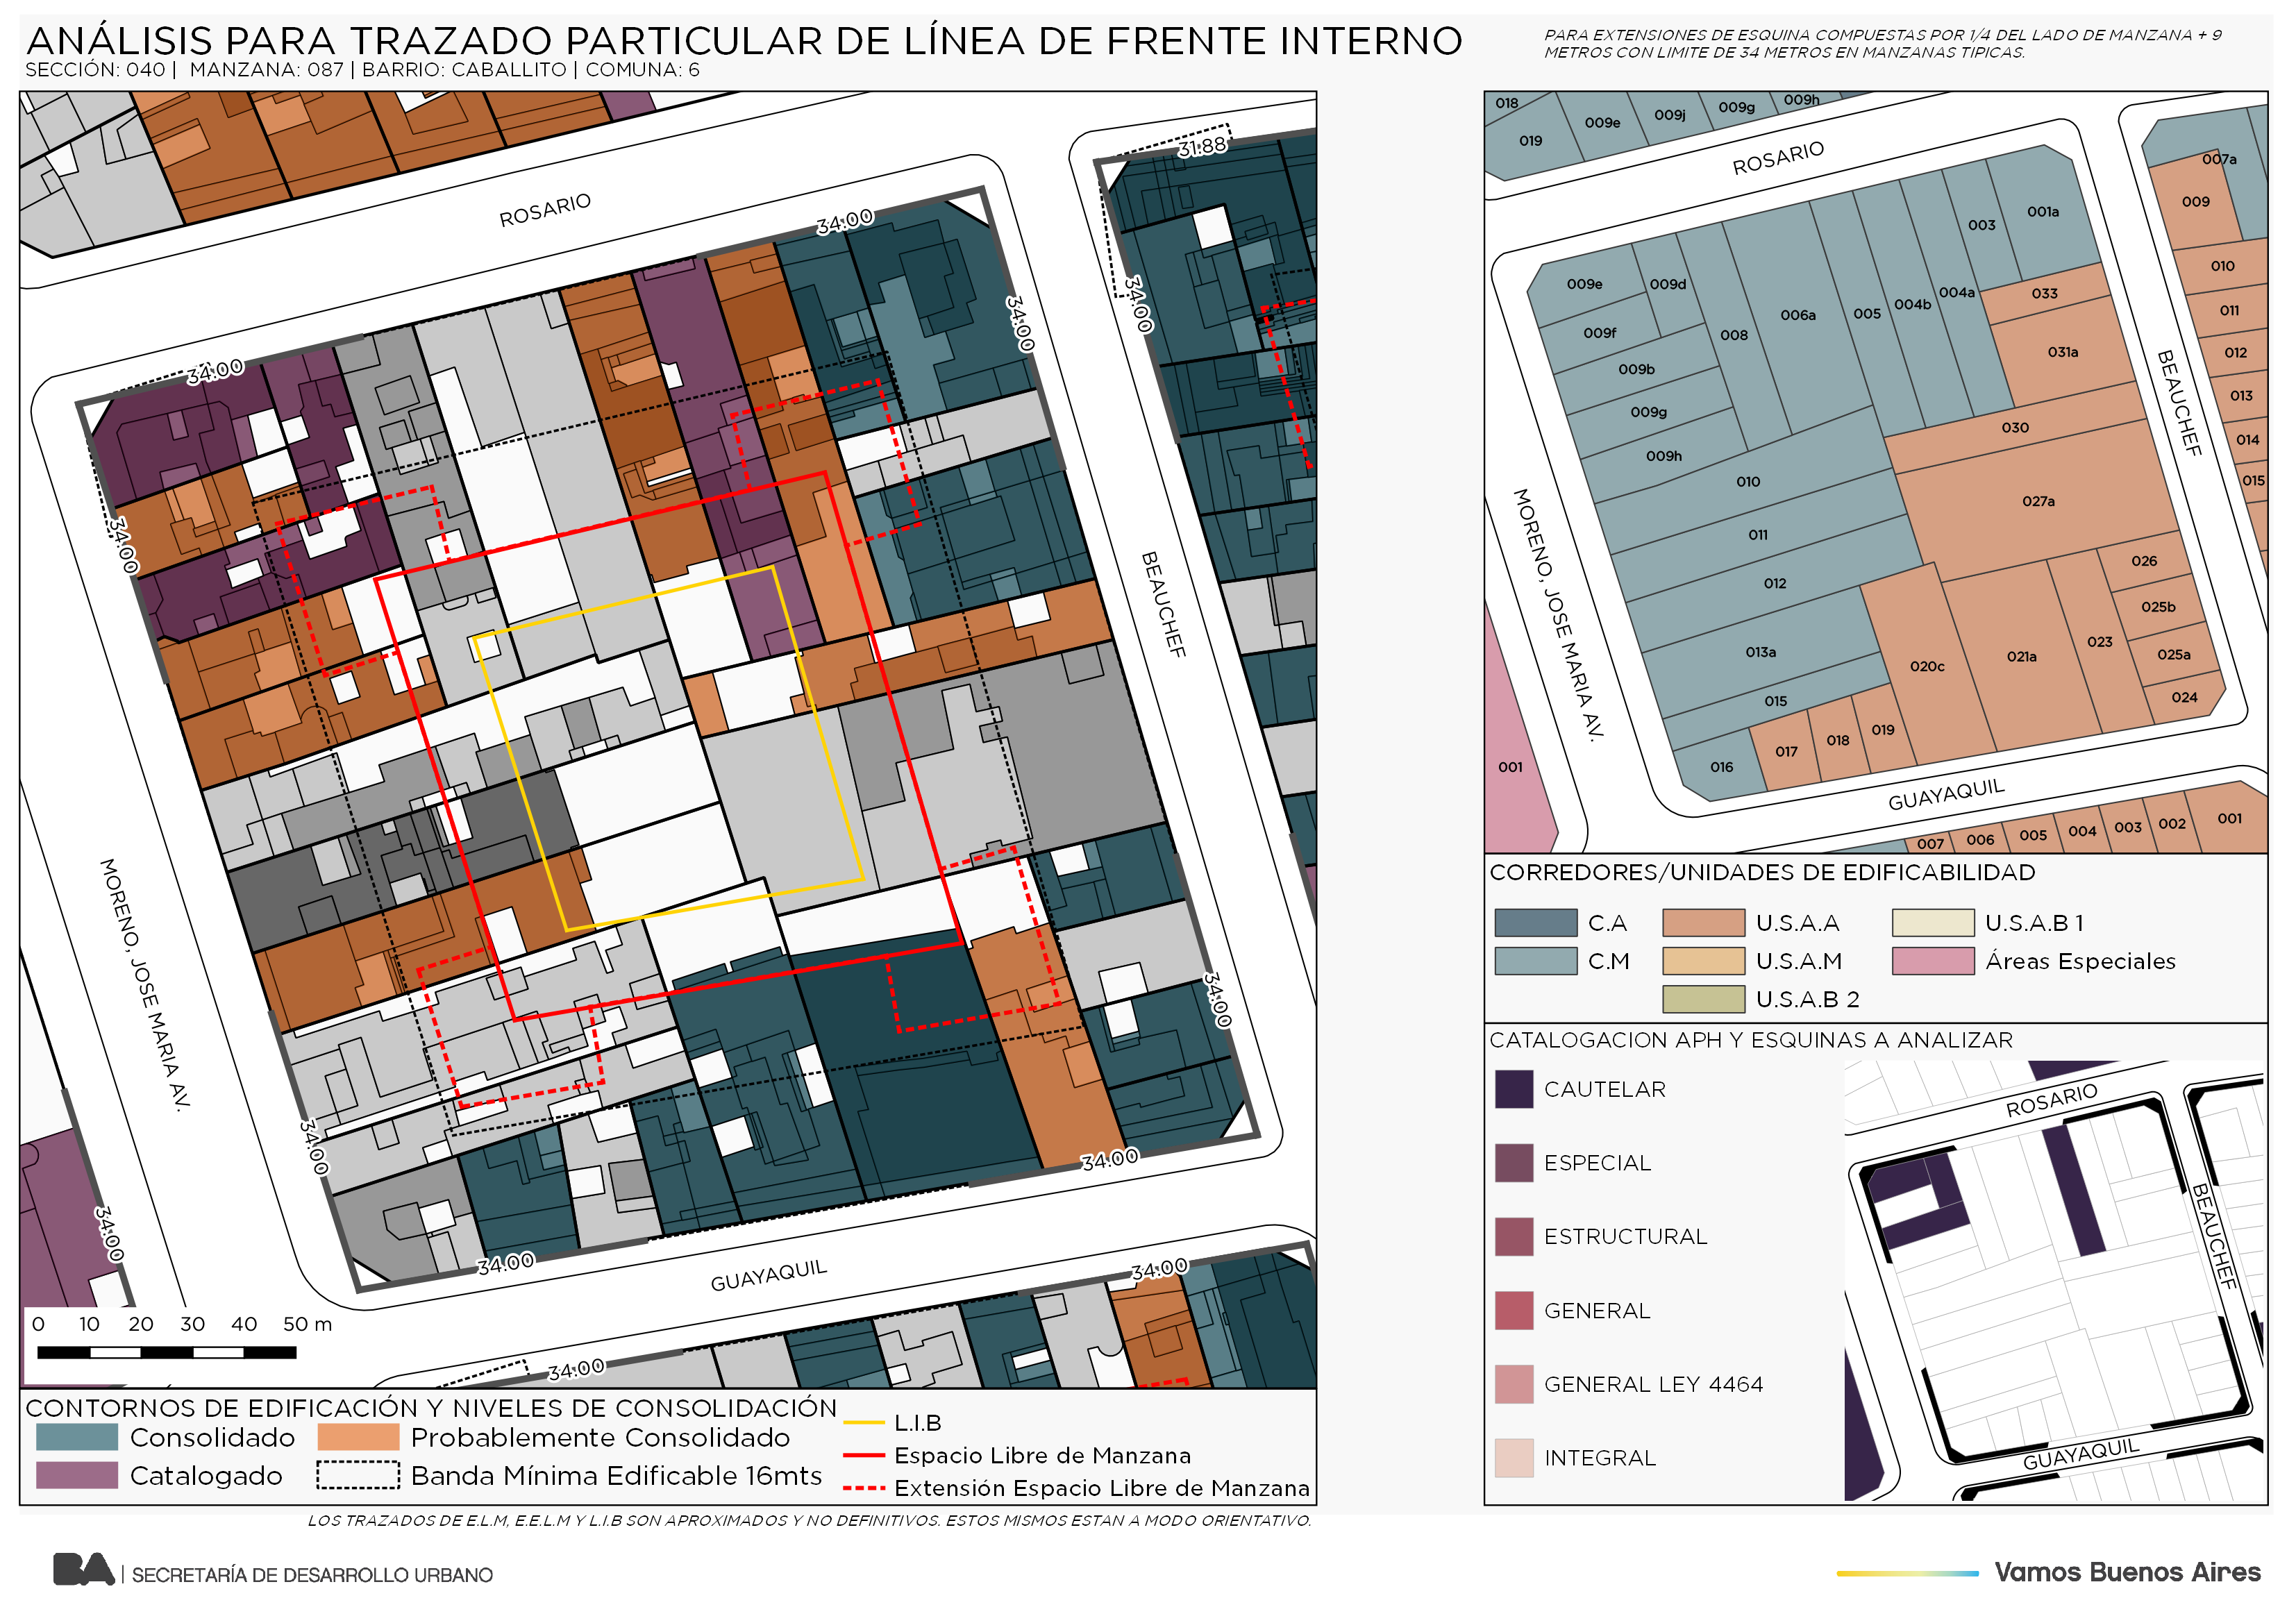 ANÁLISIS PARA TRAZADO PARTICULAR DE LÍNEA DE FRENTE INTERNO
SECCIÓN: 040 | MANZANA: 087 | BARRIO: CABALLITO | COMUNA: 6
PARA EXTENSIONES DE ESQUINA COMPUESTAS POR 1/4 DEL LADO DE MANZANA + 9
METROS CON LIMITE DE 34 METROS EN MANZANAS TIPICAS.
31.88
ROSARIO
34.00
34.00
34.00
34.00
34.00
BEAUCHEF
MORENO, JOSE MARIA AV.
34.00
34.00
34.00
34.00
34.00
GUAYAQUIL
34.00
34.00
0 10 20 30 40 50 m
CONTORNOS DE EDIFICACIÓN Y NIVELES DE CONSOLIDACIÓN
Consolidado
Probablemente Consolidado
Catalogado
Banda Mínima Edificable 16mts
L.I.B
Espacio Libre de Manzana
Extensión Espacio Libre de Manzana
LOS TRAZADOS DE E.L.M, E.E.L.M Y L.I.B SON APROXIMADOS Y NO DEFINITIVOS. ESTOS MISMOS ESTAN A MODO ORIENTATIVO.
018
019
009e
009j
009g
009h
ROSARIO
007a
009
010
011
012
013
014
015
001a
003
004a
004b
005
006a
008
009d
009e
009f
009b
009g
009h
033
031a
030
027a
010
011
012
013a
015
016
017
018
019
020c
021a
023
026
025b
025a
024
BEAUCHEF
MORENO, JOSE MARIA AV.
001
GUAYAQUIL
007
006
005
004
003
002
001
CORREDORES/UNIDADES DE EDIFICABILIDAD
C.A
U.S.A.A
U.S.A.B 1
C.M
U.S.A.M
Áreas Especiales
U.S.A.B 2
CATALOGACION APH Y ESQUINAS A ANALIZAR
CAUTELAR
ESPECIAL
ESTRUCTURAL
GENERAL
GENERAL LEY 4464
INTEGRAL
ROSARIO
BEAUCHEF
GUAYAQUIL
BA | SECRETARÍA DE DESARROLLO URBANO
Vamos Buenos Aires